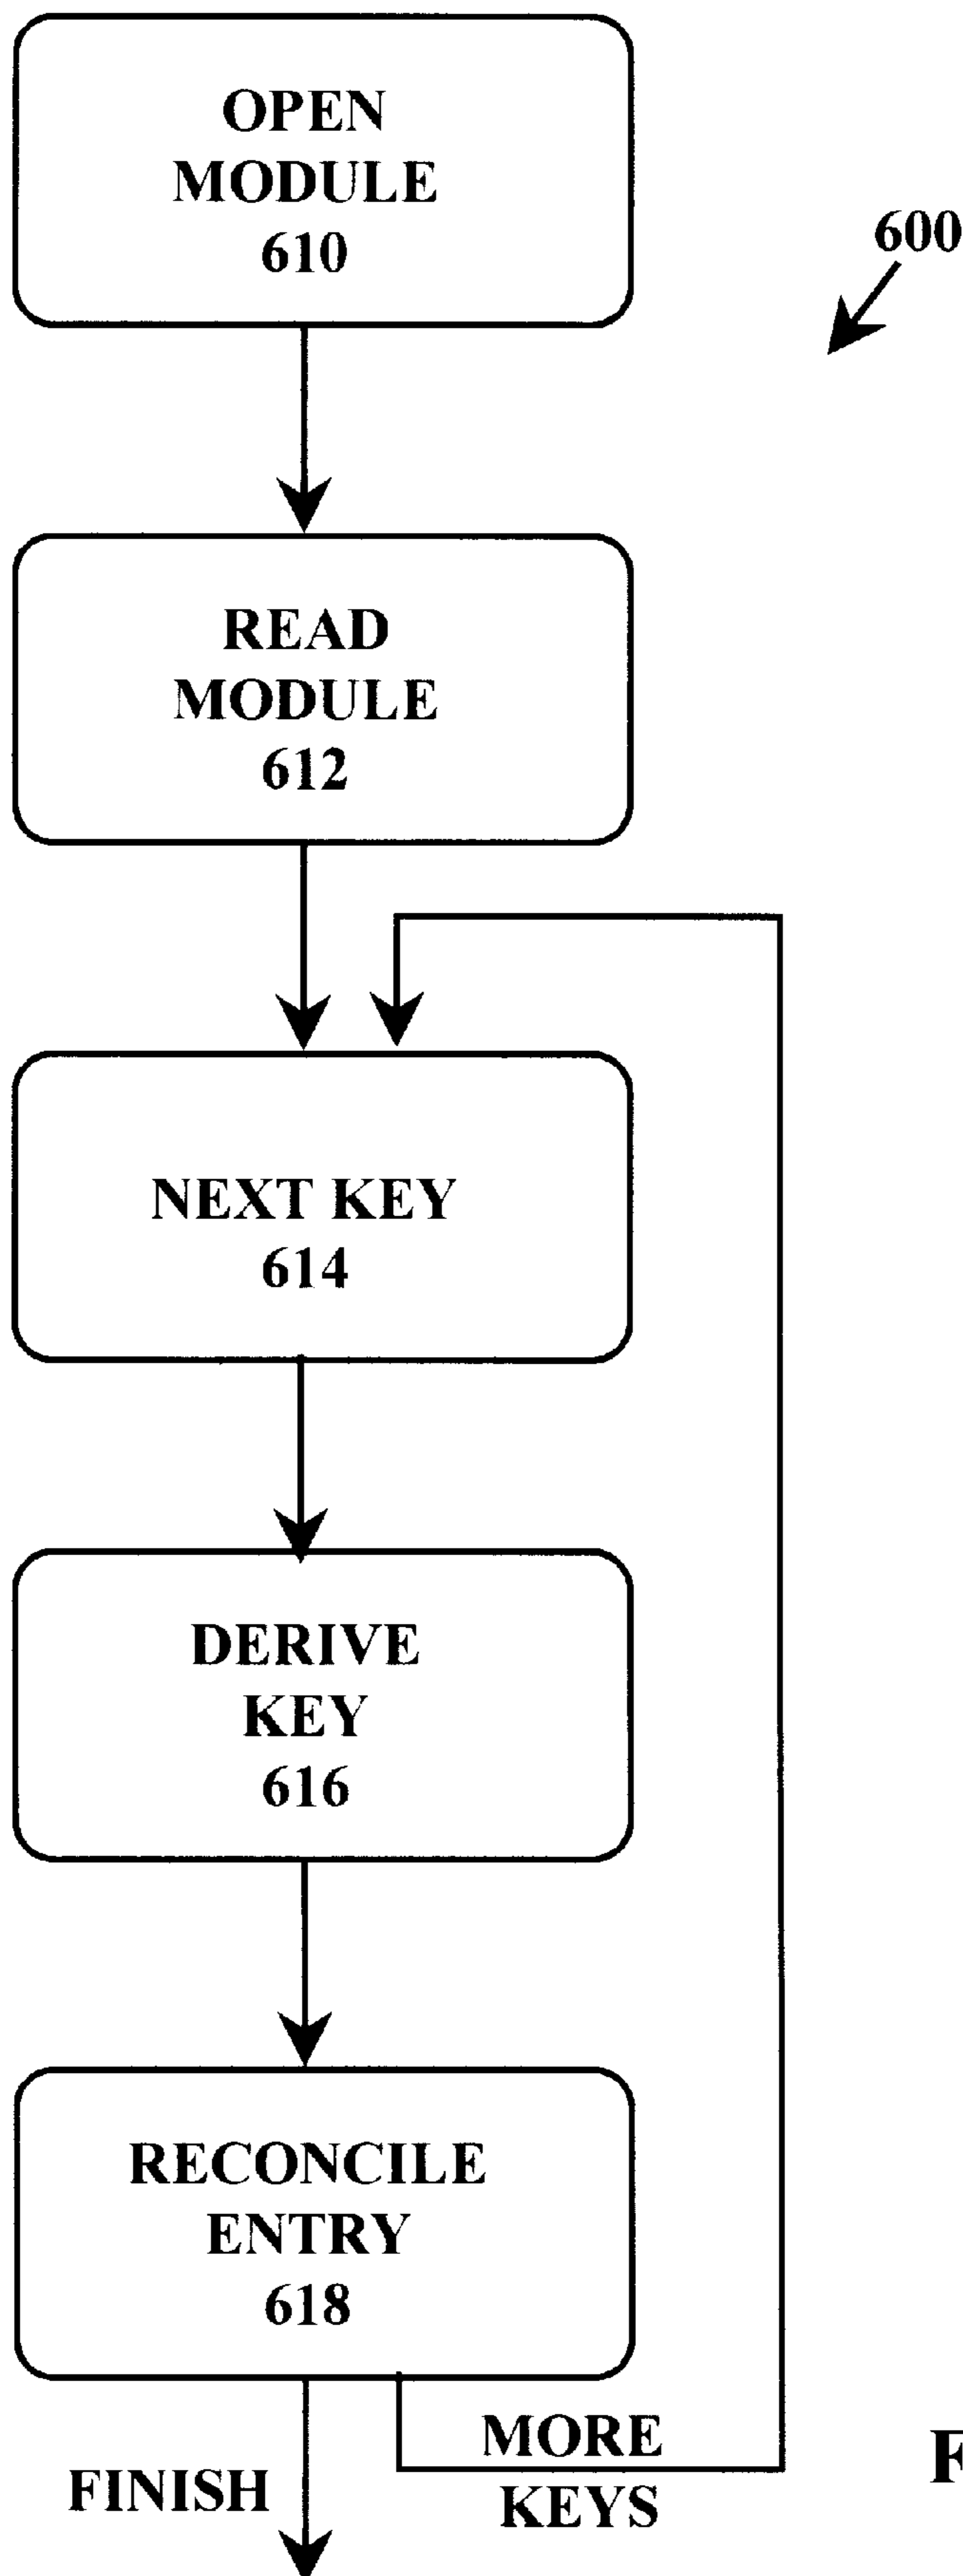 OPEN
MODULE
610
600
READ
MODULE
612
NEXT KEY
614
DERIVE
KEY
616
RECONCILE
ENTRY
618
MORE
KEYS
FINISH
F